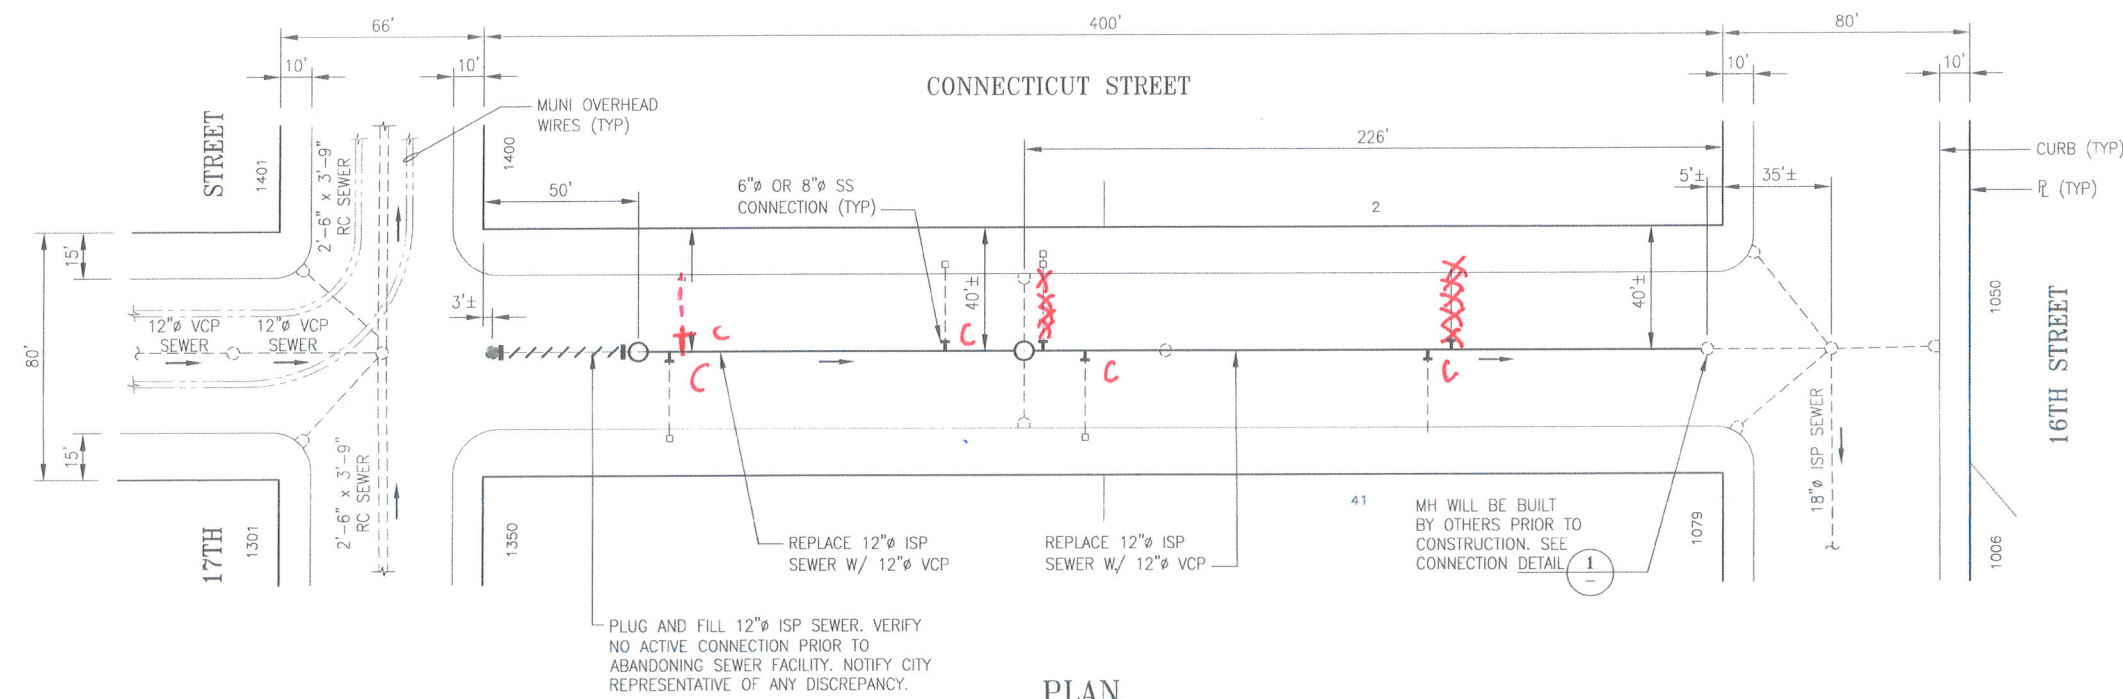 66'
400'
80'
10'
10'
10'
10'
CONNECTICUT STREET
MUNI OVERHEAD
WIRES (TYP)
226'
CURB (TYP)
STREET
1401
2'-6" x 3'-9"
RC SEWER
1400
50'
6"ø OR 8"ø SS
CONNECTION (TYP)
2
5'±
35'±
PL (TYP)
15'
3'±
40'±
40'±
1050
16TH STREET
12"ø VCP
SEWER
12"ø VCP
SEWER
80'
C
C
C
C
C
15'
2'-6" x 3'-9"
RC SEWER
18"ø ISP SEWER
17TH
1301
1350
REPLACE 12"ø ISP
SEWER W/ 12"ø VCP
REPLACE 12"ø ISP
SEWER W/ 12"ø VCP
41
MH WILL BE BUILT
BY OTHERS PRIOR TO
CONSTRUCTION. SEE
CONNECTION DETAIL
1
–
1079
1006
PLUG AND FILL 12"ø ISP SEWER. VERIFY
NO ACTIVE CONNECTION PRIOR TO
ABANDONING SEWER FACILITY. NOTIFY CITY
REPRESENTATIVE OF ANY DISCREPANCY.
PLAN